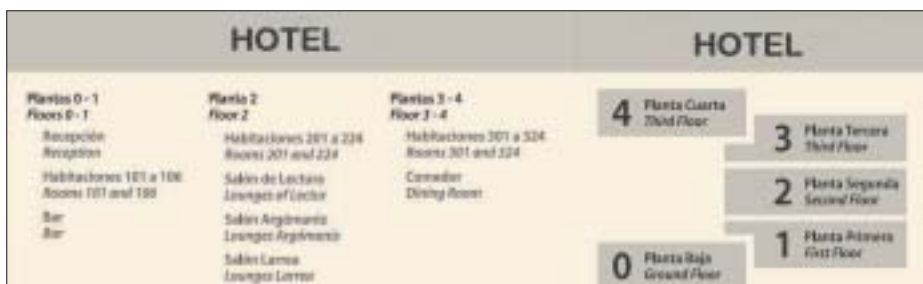 HOTEL
Plantas 0 - 1
Floors 0 - 1
Recepción
Reception
Habitaciones 101 a 106
Rooms 101 and 106
Bar
Bar
Planta 2
Floor 2
Habitaciones 201 a 224
Rooms 201 and 224
Salón de Lectura
Lounges of Lector
Salón Argómaniz
Lounges Argómaniz
Salón Larrea
Lounges Larrea
Plantas 3 - 4
Floor 3 - 4
Habitaciones 301 a 324
Rooms 301 and 324
Comedor
Dining Room
HOTEL
4 Planta Cuarta
Third Floor
3 Planta Tercera
Third Floor
2 Planta Segunda
Second Floor
1 Planta Primera
First Floor
0 Planta Baja
Ground Floor